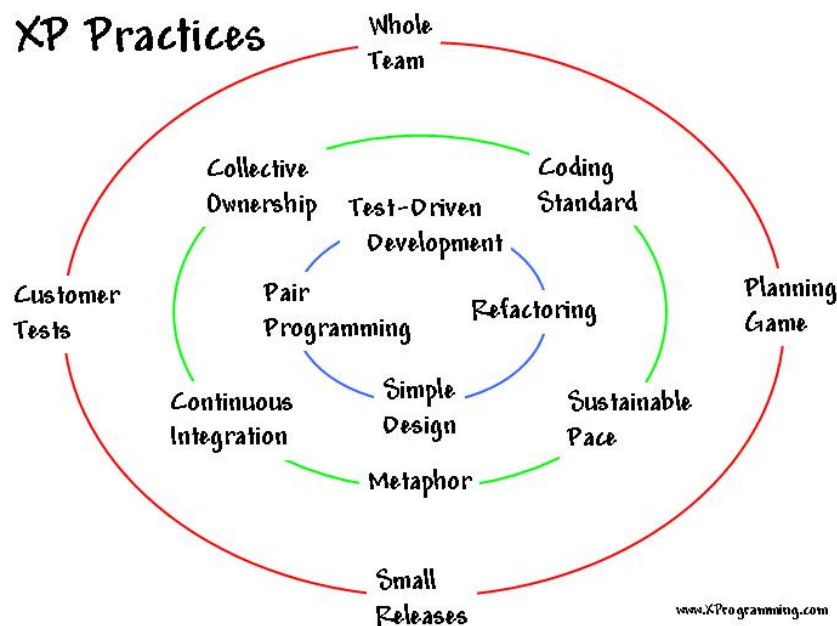 XP Practices
Whole
Team
Collective
Ownership
Coding
Standard
Test-Driven
Development
Customer
Tests
Pair
Programming
Refactoring
Planning
Game
Continuous
Integration
Simple
Design
Sustainable
Pace
Metaphor
Small
Releases
www.XProgramming.com